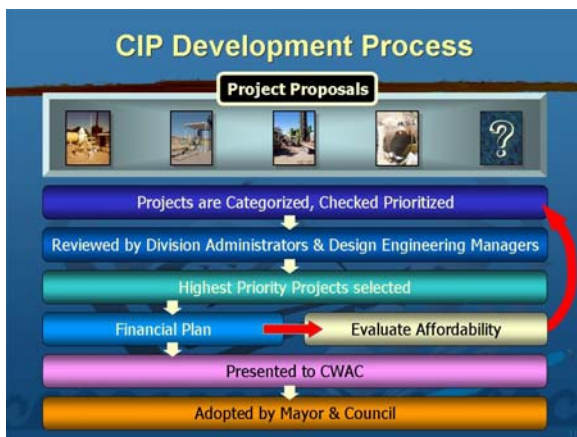 CIP Development Process
Project Proposals
?
Projects are Categorized, Checked Prioritized
Reviewed by Division Administrators & Design Engineering Managers
Highest Priority Projects selected
Financial Plan
Evaluate Affordability
Presented to CWAC
Adopted by Mayor & Council